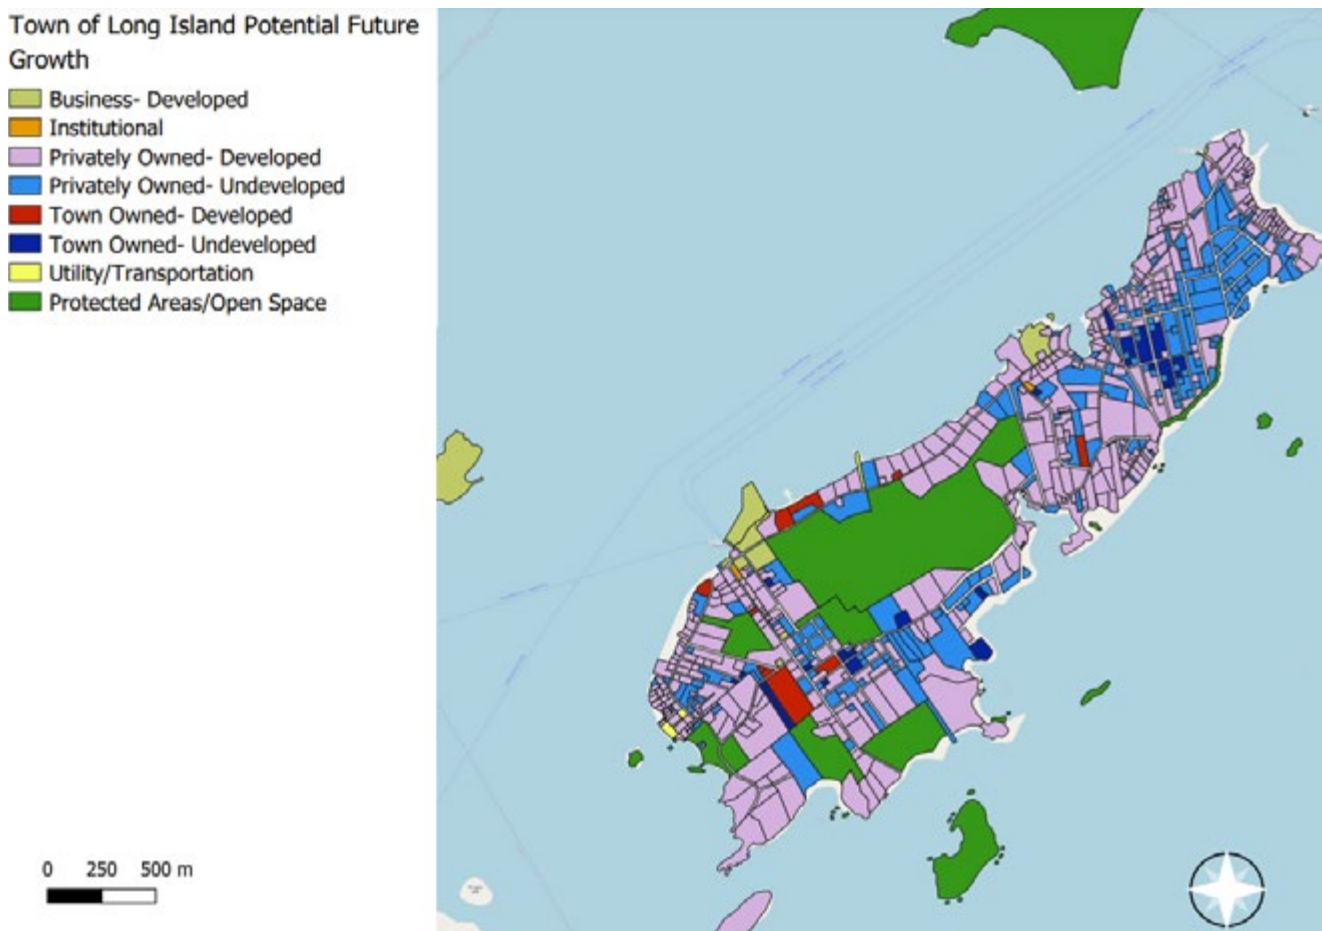 Town of Long Island Potential Future
Growth
Business- Developed
Institutional
Privately Owned- Developed
Privately Owned- Undeveloped
Town Owned- Developed
Town Owned- Undeveloped
Utility/Transportation
Protected Areas/Open Space
0 250 500 m